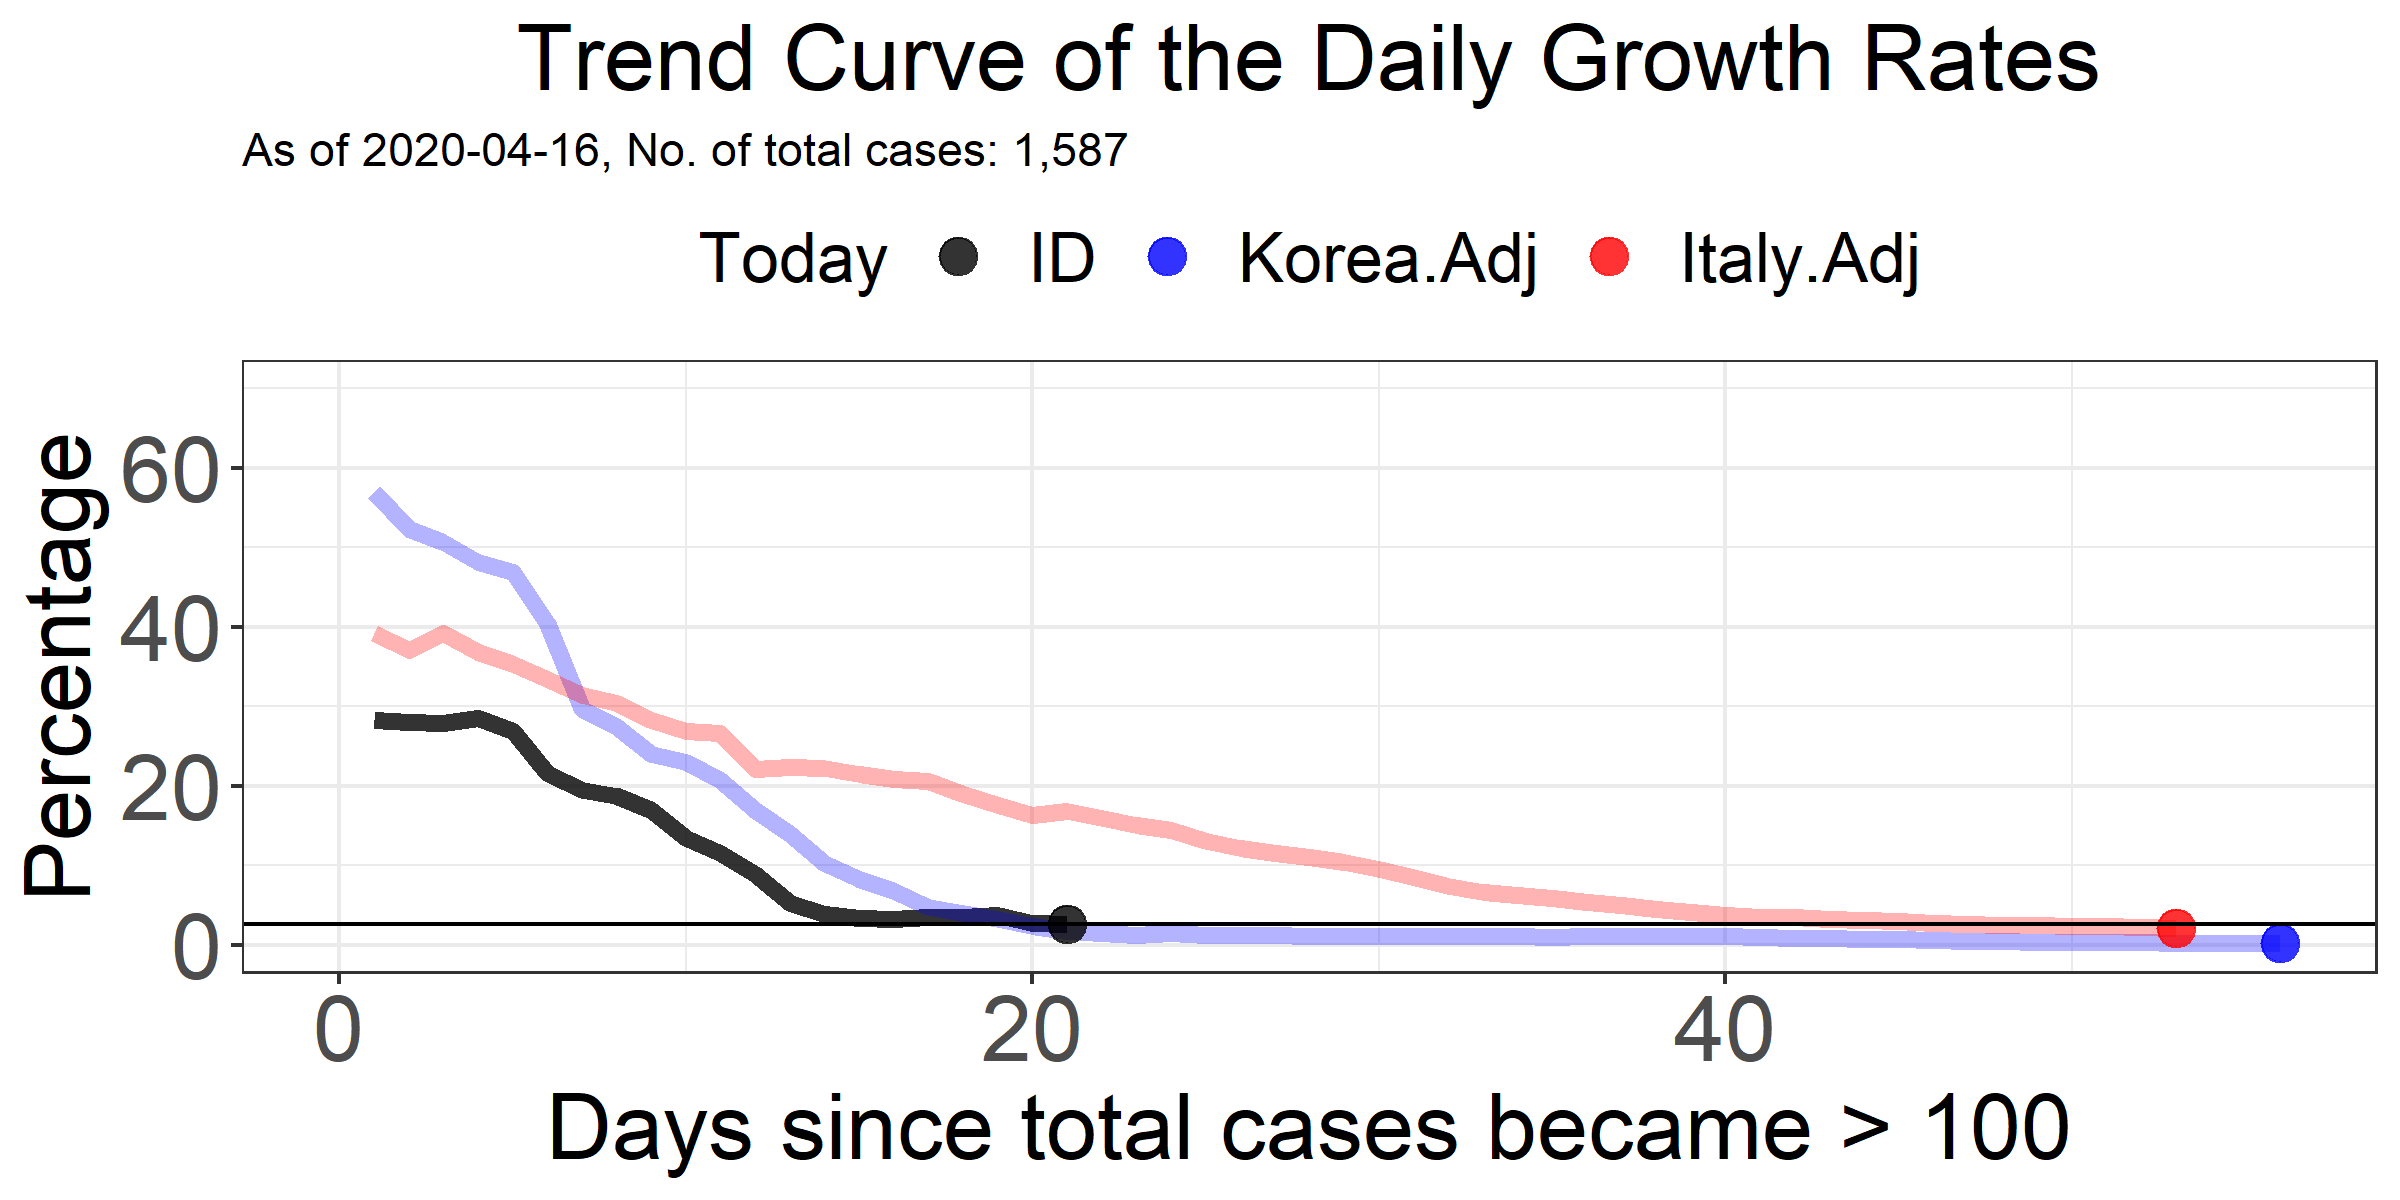 Trend Curve of the Daily Growth Rates
As of 2020-04-16, No. of total cases: 1,587
Today ID Korea.Adj Italy.Adj
Percentage
60
40
20
0
0 20 40
Days since total cases became > 100